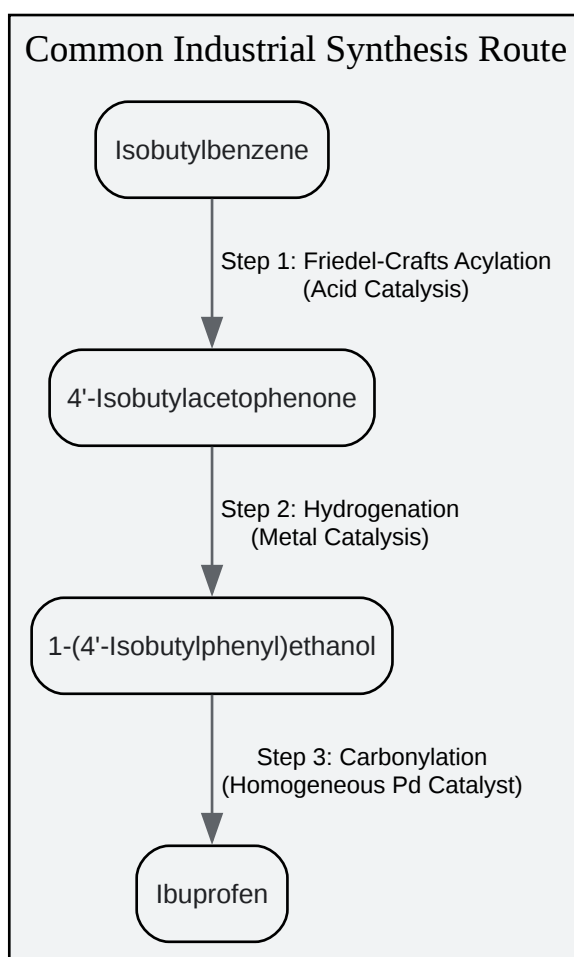 Common Industrial Synthesis Route
Isobutylbenzene
Step 1: Friedel-Crafts Acylation
(Acid Catalysis)
4'-Isobutylacetophenone
Step 2: Hydrogenation
(Metal Catalysis)
1-(4'-Isobutylphenyl)ethanol
Step 3: Carbonylation
(Homogeneous Pd Catalyst)
Ibuprofen